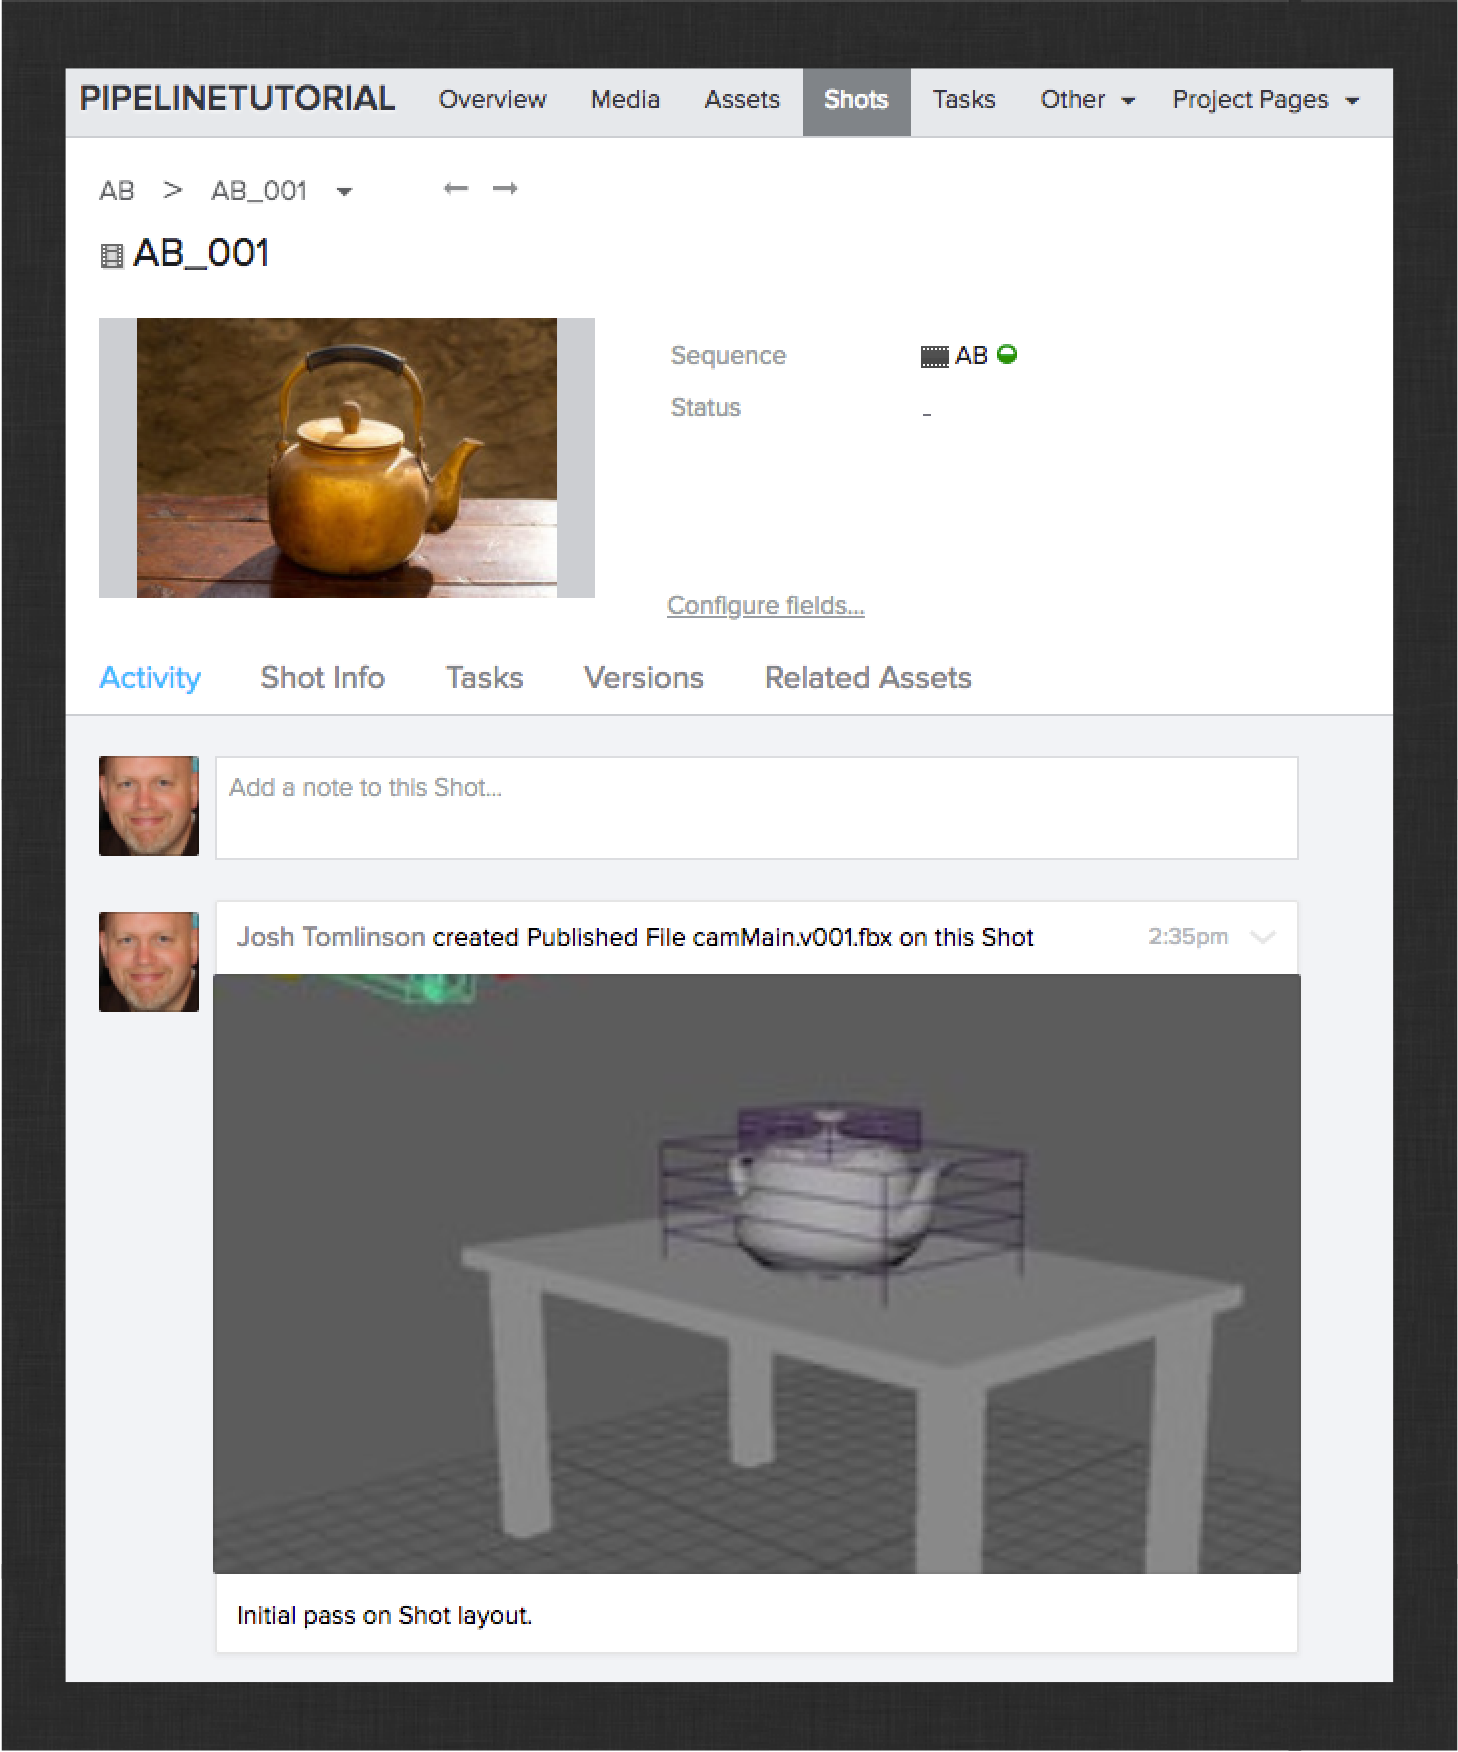 PIPELINETUTORIAL Overview Media Assets Shots Tasks Other Project Pages
AB > AB_001
AB_001
Sequence AB
Status -
Configure fields...
Activity Shot Info Tasks Versions Related Assets
Add a note to this Shot...
Josh Tomlinson created Published File camMain.v001.fbx on this Shot 2:35pm
Initial pass on Shot layout.